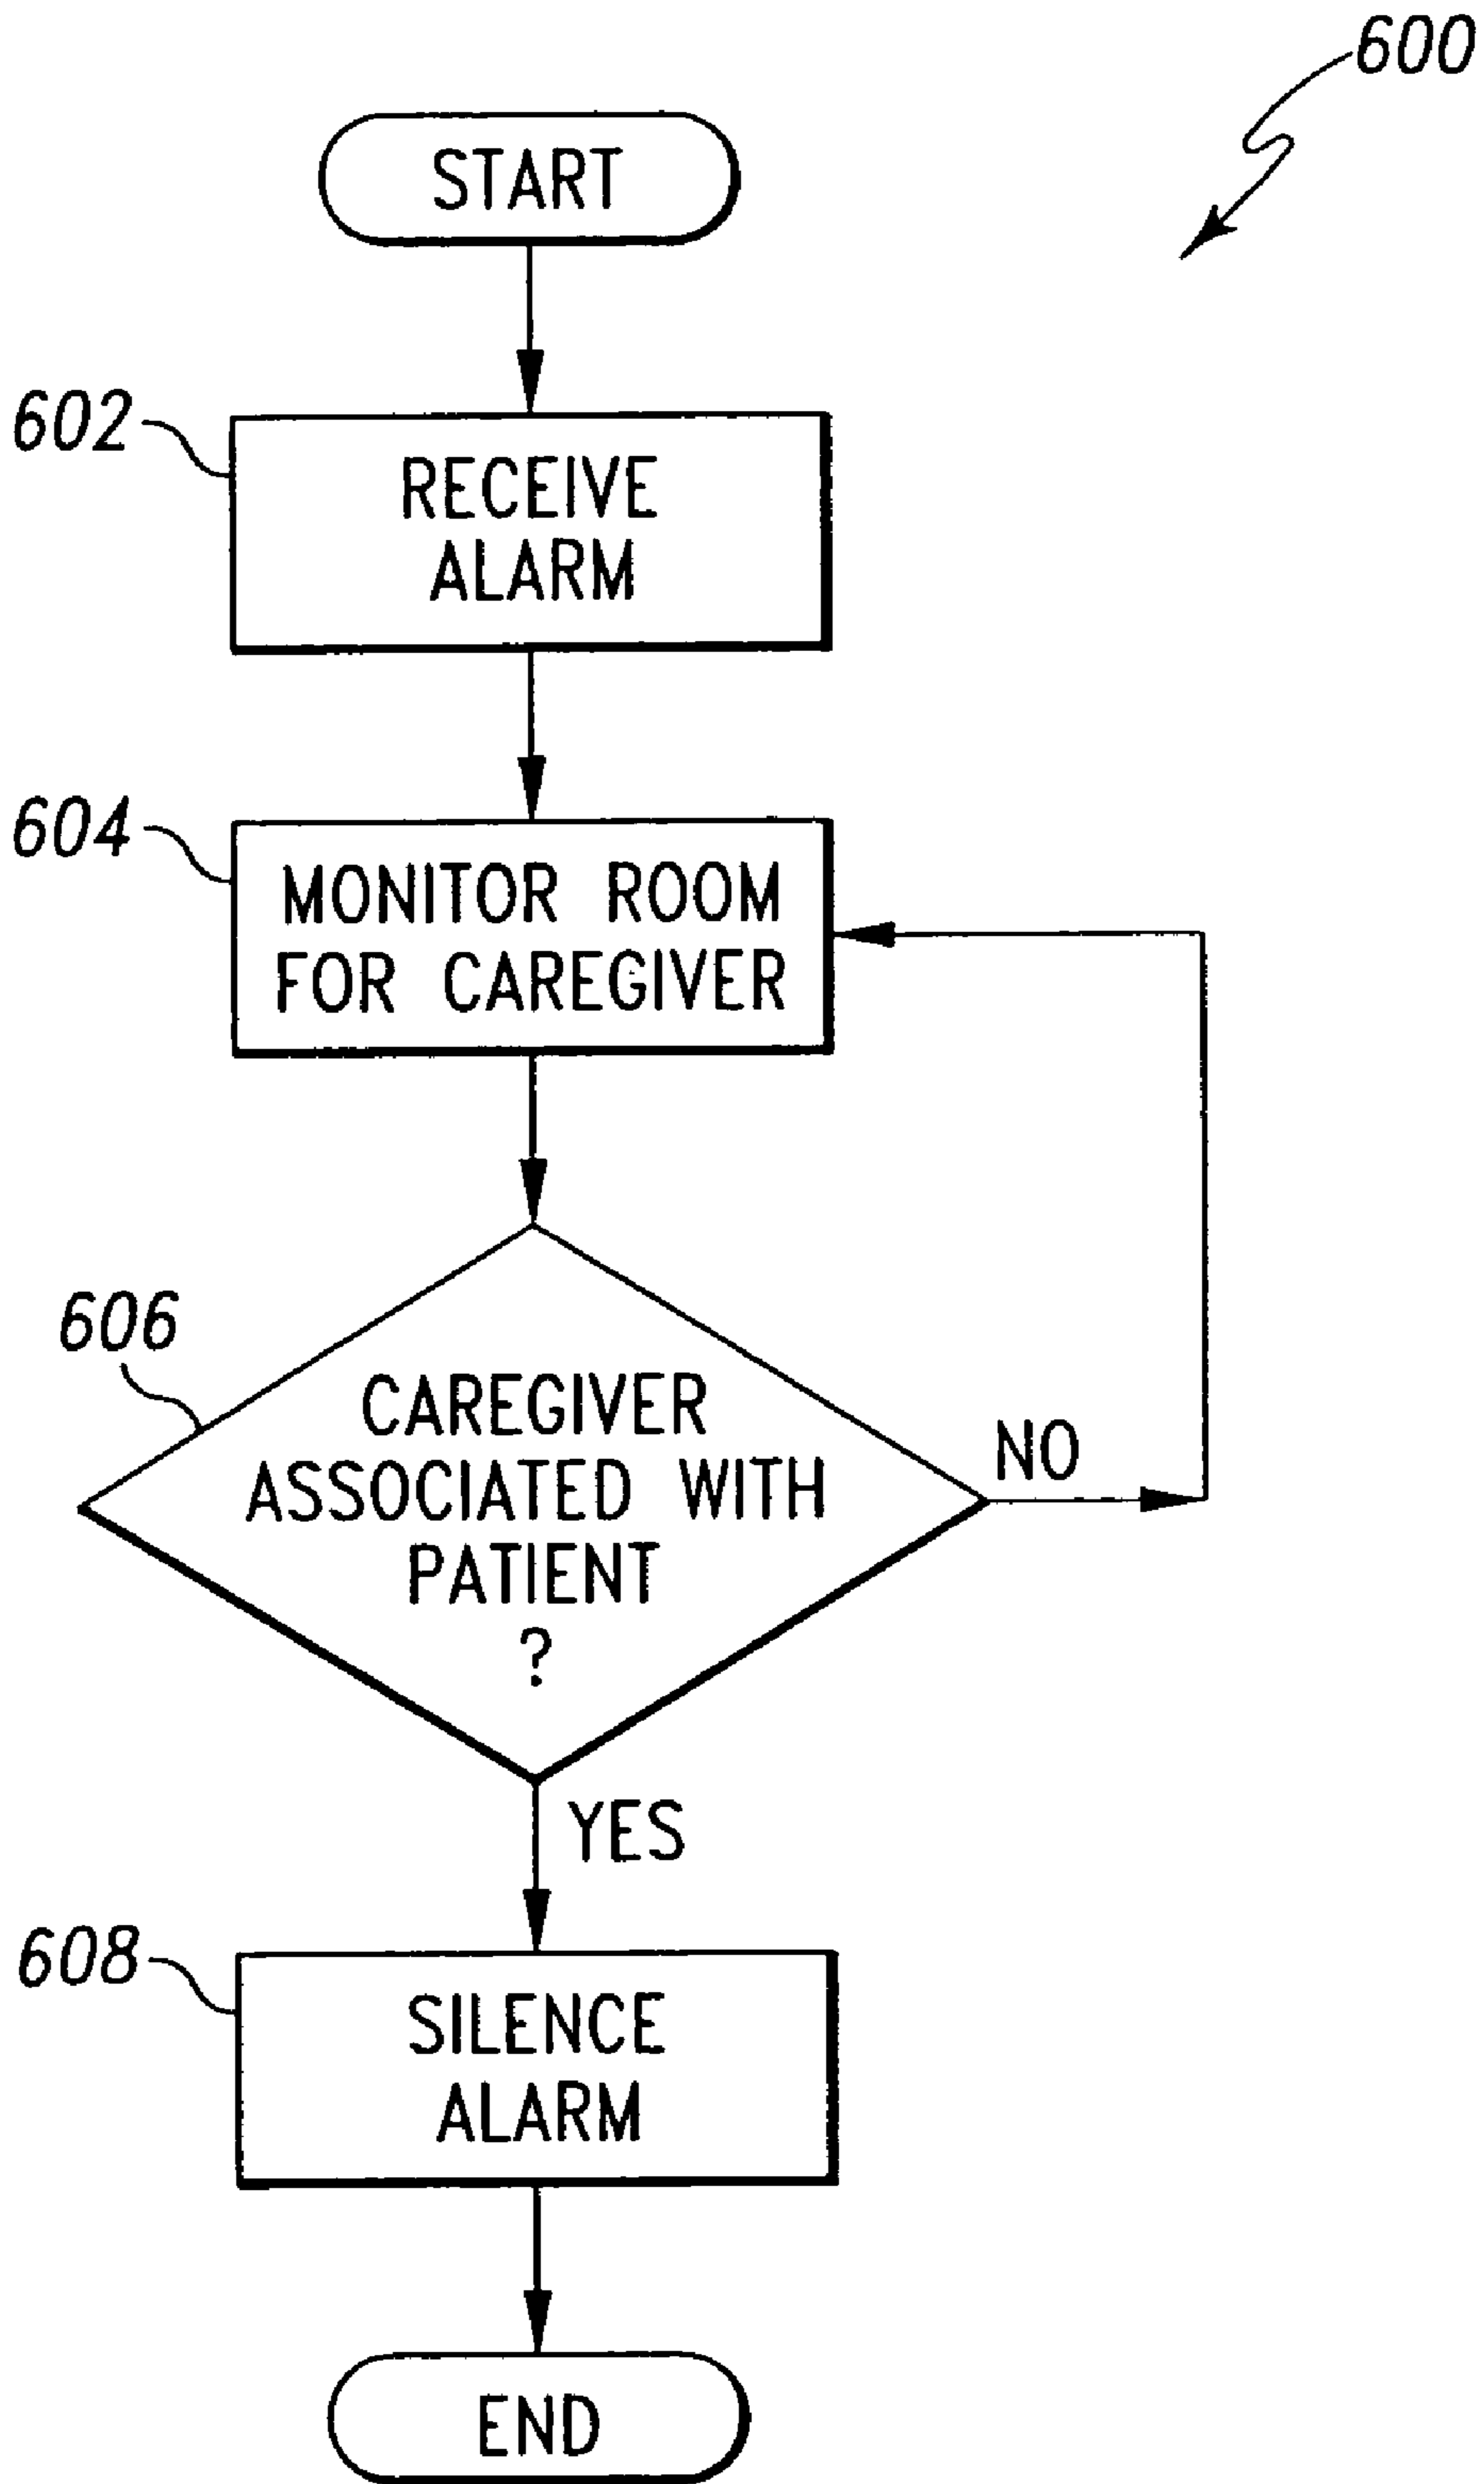 600
START
602
RECEIVE
ALARM
604
MONITOR ROOM
FOR CAREGIVER
606
CAREGIVER
ASSOCIATED WITH
PATIENT
?
NO
YES
608
SILENCE
ALARM
END